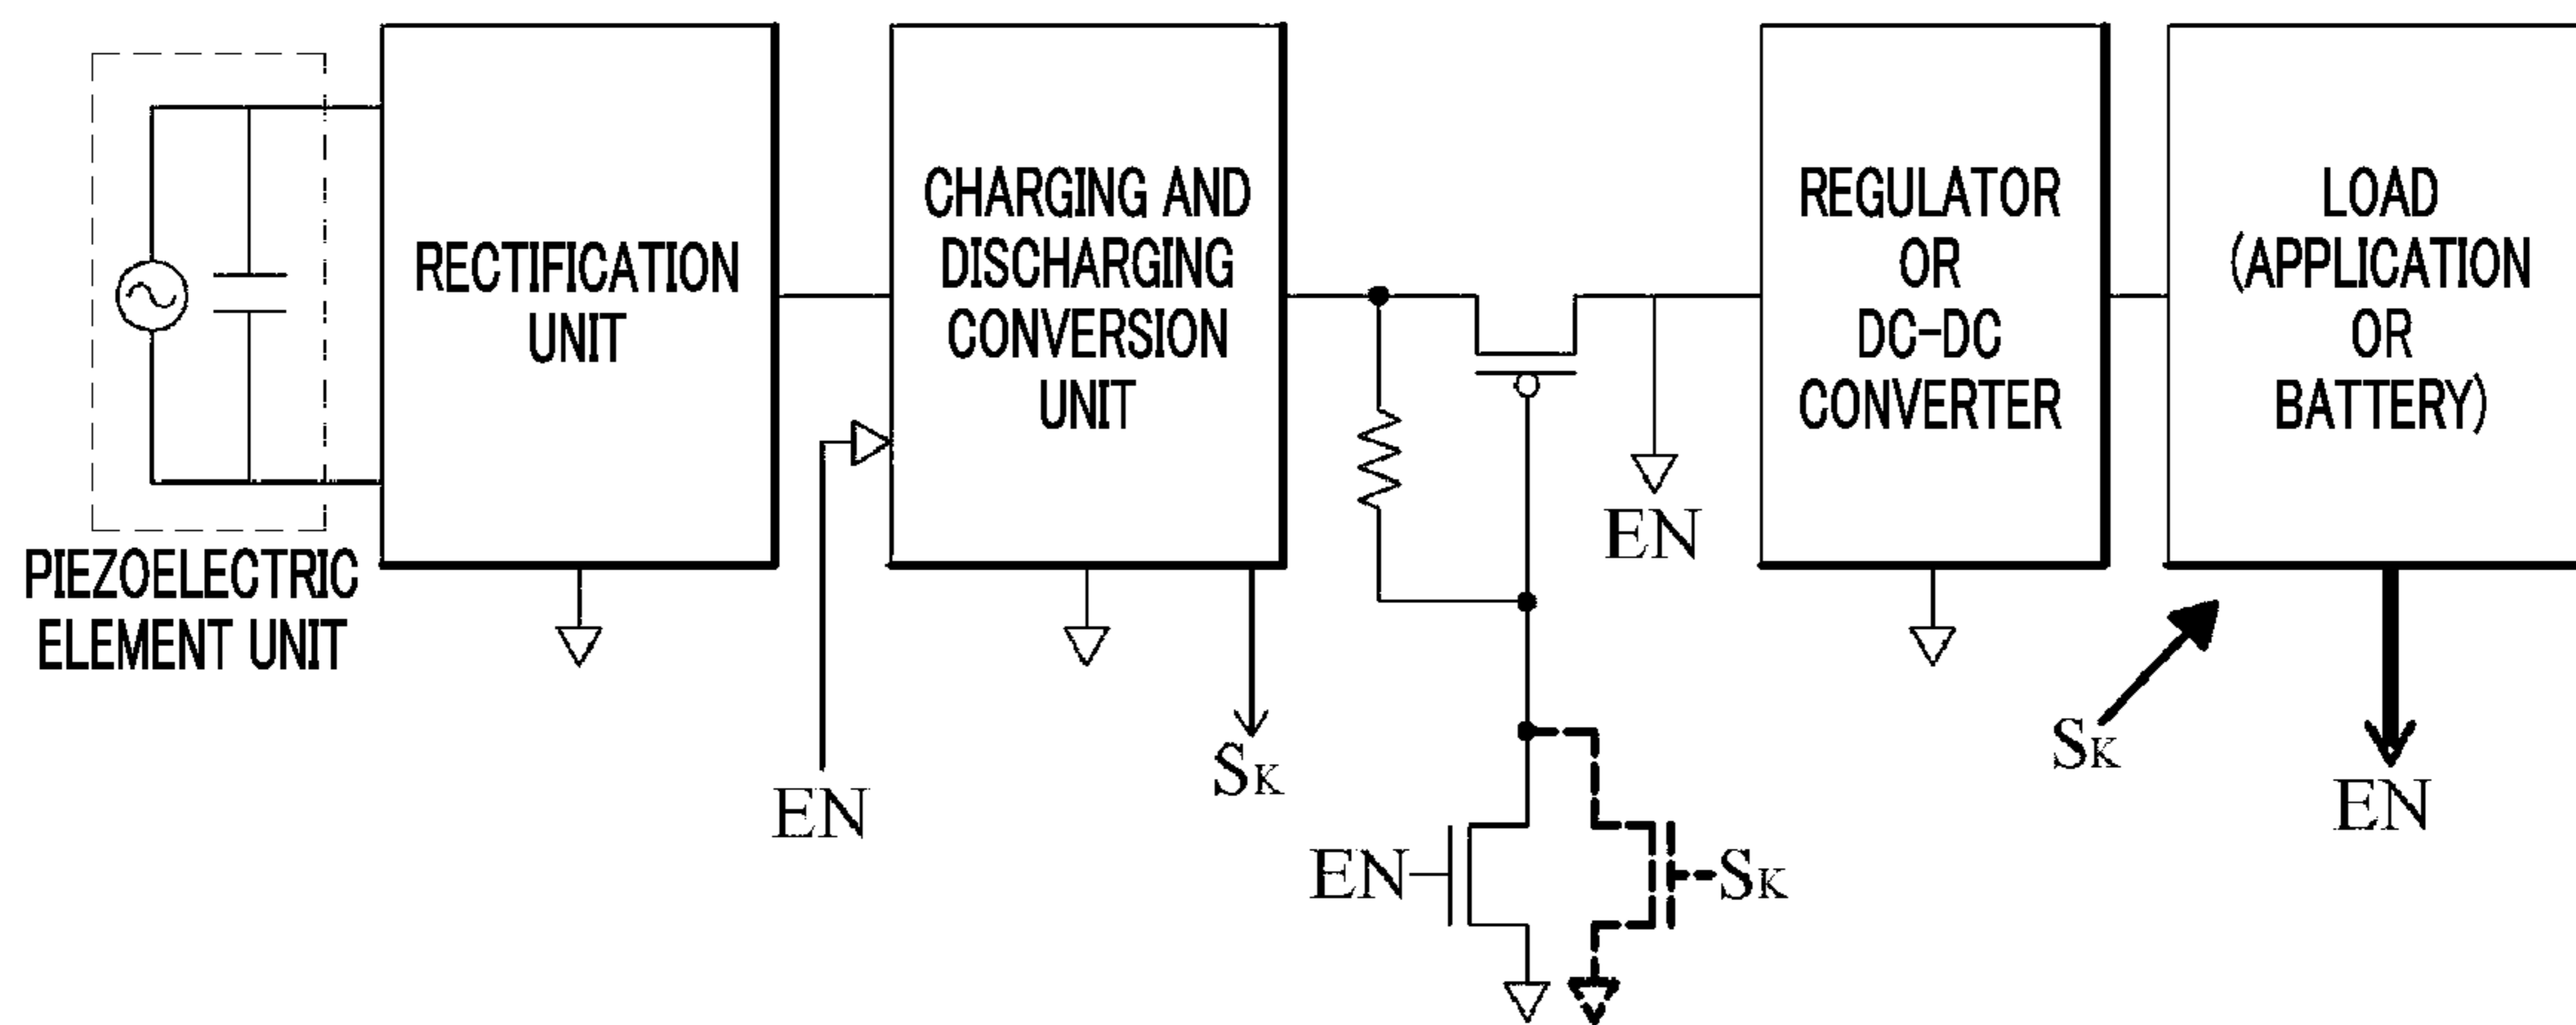 PIEZOELECTRIC
ELEMENT UNIT
RECTIFICATION
UNIT
EN
CHARGING AND
DISCHARGING
CONVERSION
UNIT
SK
EN
EN
SK
REGULATOR
OR
DC-DC
CONVERTER
LOAD
(APPLICATION
OR
BATTERY)
SK
EN